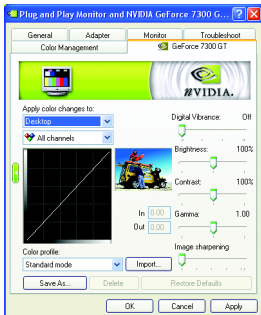 Plug and Play Monitor and NVIDIA GeForce 7300 G...
General Adapter Monitor Troubleshoot
Color Management GeForce 7300 GT
NVIDIA.
Apply color changes to:
Desktop
All channels
Digital Vibrance: Off
Brightness: 100%
Contrast: 100%
In 0.00 Gamma: 1.00
Out 0.00
Image sharpening
Color profile:
Standard mode Import...
Save As... Delete Restore Defaults
OK Cancel Apply